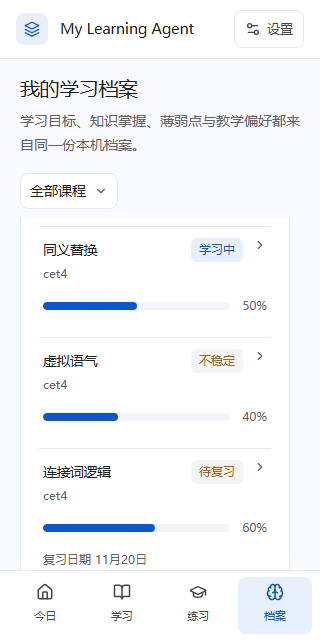 My Learning Agent
设置
我的学习档案
学习目标、知识掌握、薄弱点与教学偏好都来
自同一份本机档案。
全部课程
同义替换
学习中
cet4
50%
虚拟语气
不稳定
cet4
40%
连接词逻辑
待复习
cet4
60%
复习日期 11月20日
今日
学习
练习
档案